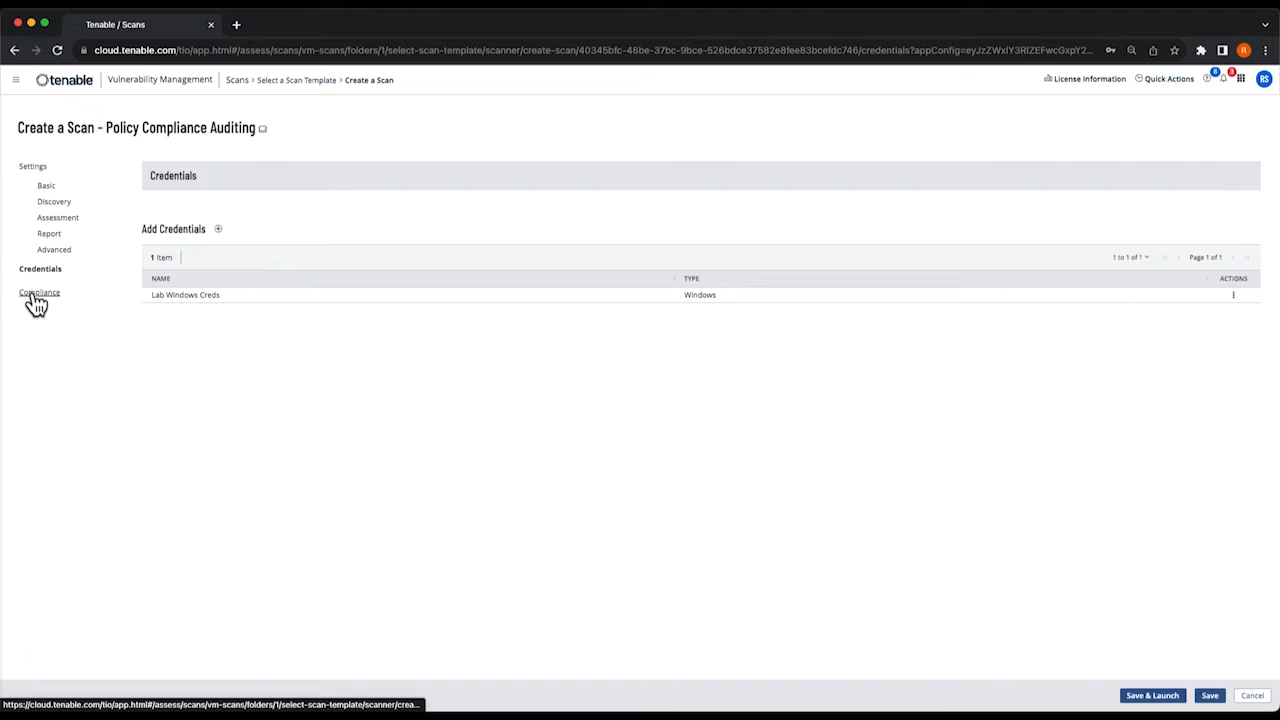 Tenable / Scans
cloud.tenable.com/tio/app.html#/assess/scans/vm-scans/folders/1/select-scan-template/scanner/create-scan/40345bfc-48be-37bc-9bce-526bdce37582e8fee83bcefdc746/credentials?appConfig=eyJzZWxlY3RlZEFwcGxpY2...
R
tenable
Vulnerability Management
Scans > Select a Scan Template > Create a Scan
License Information
Quick Actions
8
3
RS
Create a Scan - Policy Compliance Auditing
Settings
Basic
Discovery
Assessment
Report
Advanced
Credentials
Compliance
Credentials
Add Credentials
1 Item
1 to 1 of 1
Page 1 of 1
NAME TYPE ACTIONS
Lab Windows Creds Windows
Save & Launch Save Cancel
https://cloud.tenable.com/tio/app.html#/assess/scans/vm-scans/folders/1/select-scan-template/scanner/crea...